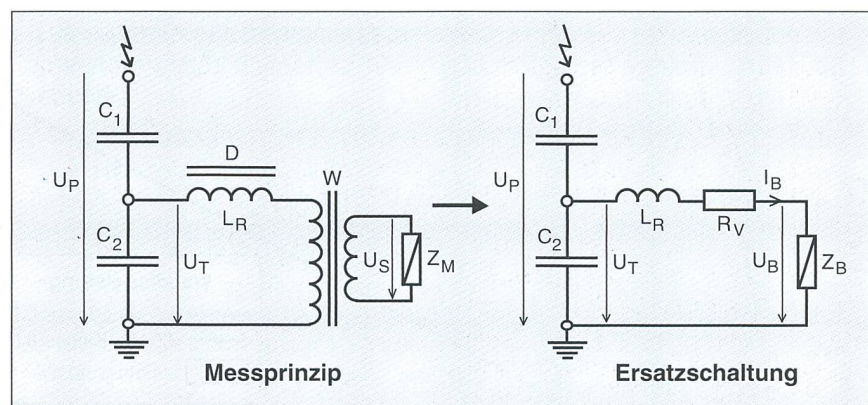 C1
D
W
UP
LR
C2
UT
US
ZM
Messprinzip
C1
UP
IB
LR
RV
C2
UT
UB
ZB
Ersatzschaltung